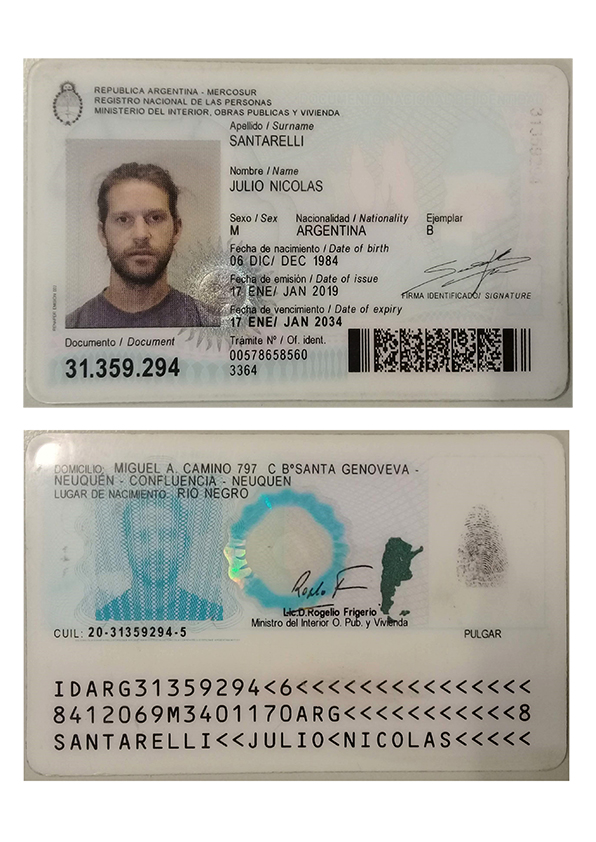 REPUBLICA ARGENTINA - MERCOSUR
REGISTRO NACIONAL DE LAS PERSONAS
MINISTERIO DEL INTERIOR, OBRAS PUBLICAS Y VIVIENDA
Apellido / Surname
SANTARELLI
Nombre / Name
JULIO NICOLAS
Sexo / Sex Nacionalidad / Nationality Ejemplar
M ARGENTINA B
Fecha de nacimiento / Date of birth
06 DIC/ DEC 1984
Fecha de emisión / Date of issue
17 ENE/ JAN 2019
FIRMA IDENTIFICADO/ SIGNATURE
Fecha de vencimiento / Date of expiry
17 ENE/ JAN 2034
Documento / Document
31.359.294
Trámite Nº / Of. ident.
00578658560
3364
DOMICILIO: MIGUEL A. CAMINO 797 C BºSANTA GENOVEVA -
NEUQUÉN - CONFLUENCIA - NEUQUEN
LUGAR DE NACIMIENTO: RIO NEGRO
Lic.D.Rogelio Frigerio
Ministro del Interior O. Pub. y Vivienda
CUIL: 20-31359294-5
PULGAR
IDARG31359294<6<<<<<<<<<<<<<<<
8412069M3401170ARG<<<<<<<<<<<8
SANTARELLI<<JULIO<NICOLAS<<<<<